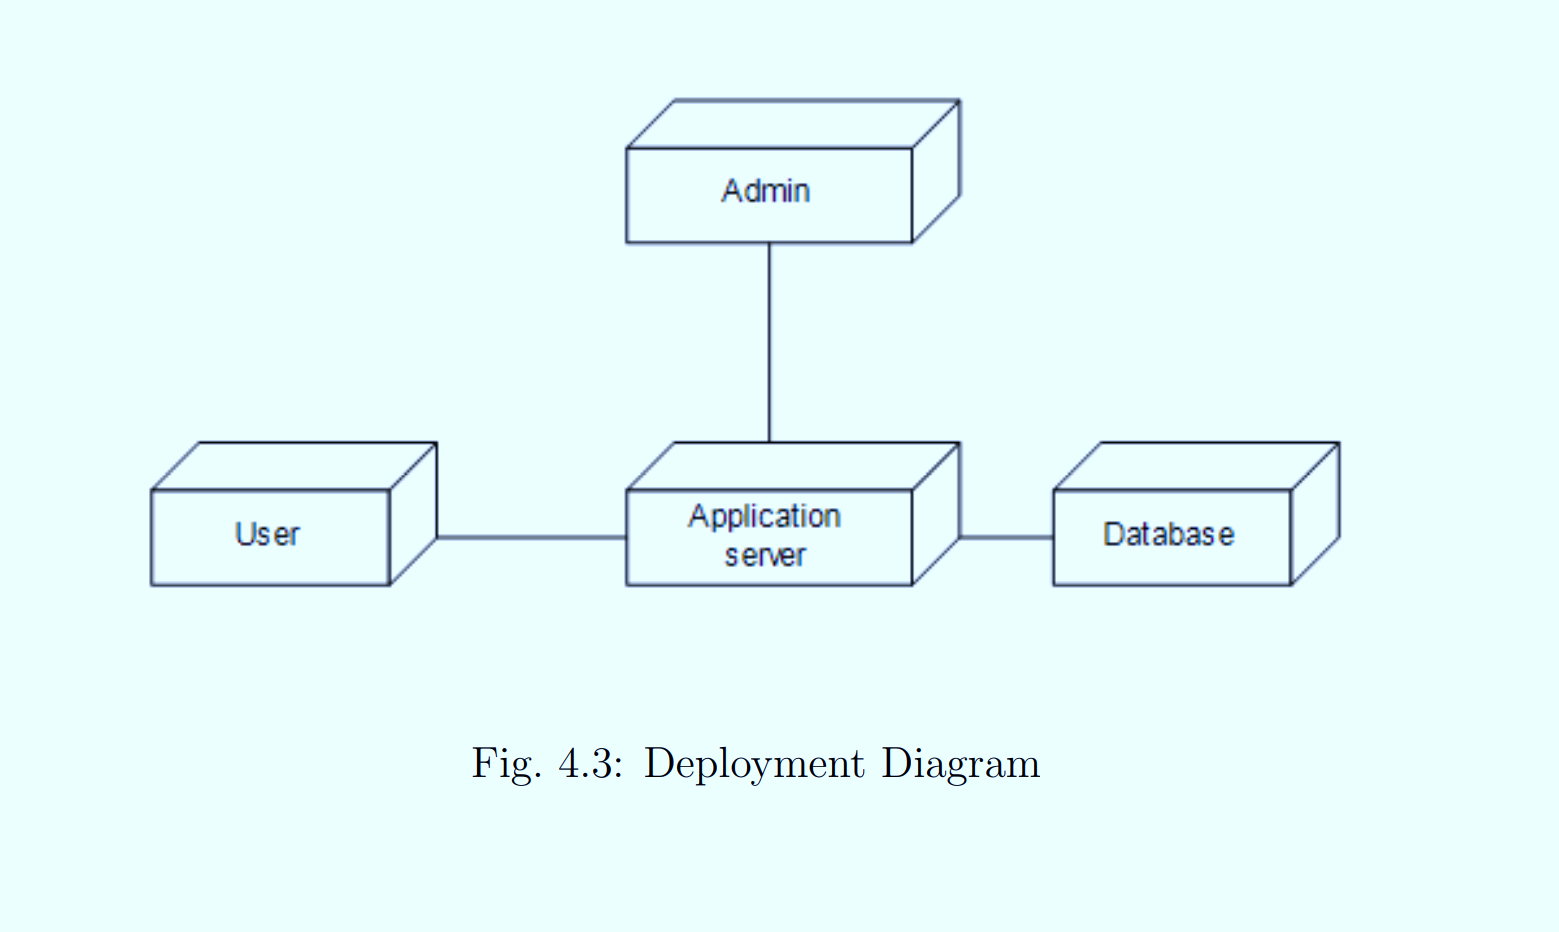 Admin
User
Application
server
Database
Fig. 4.3: Deployment Diagram